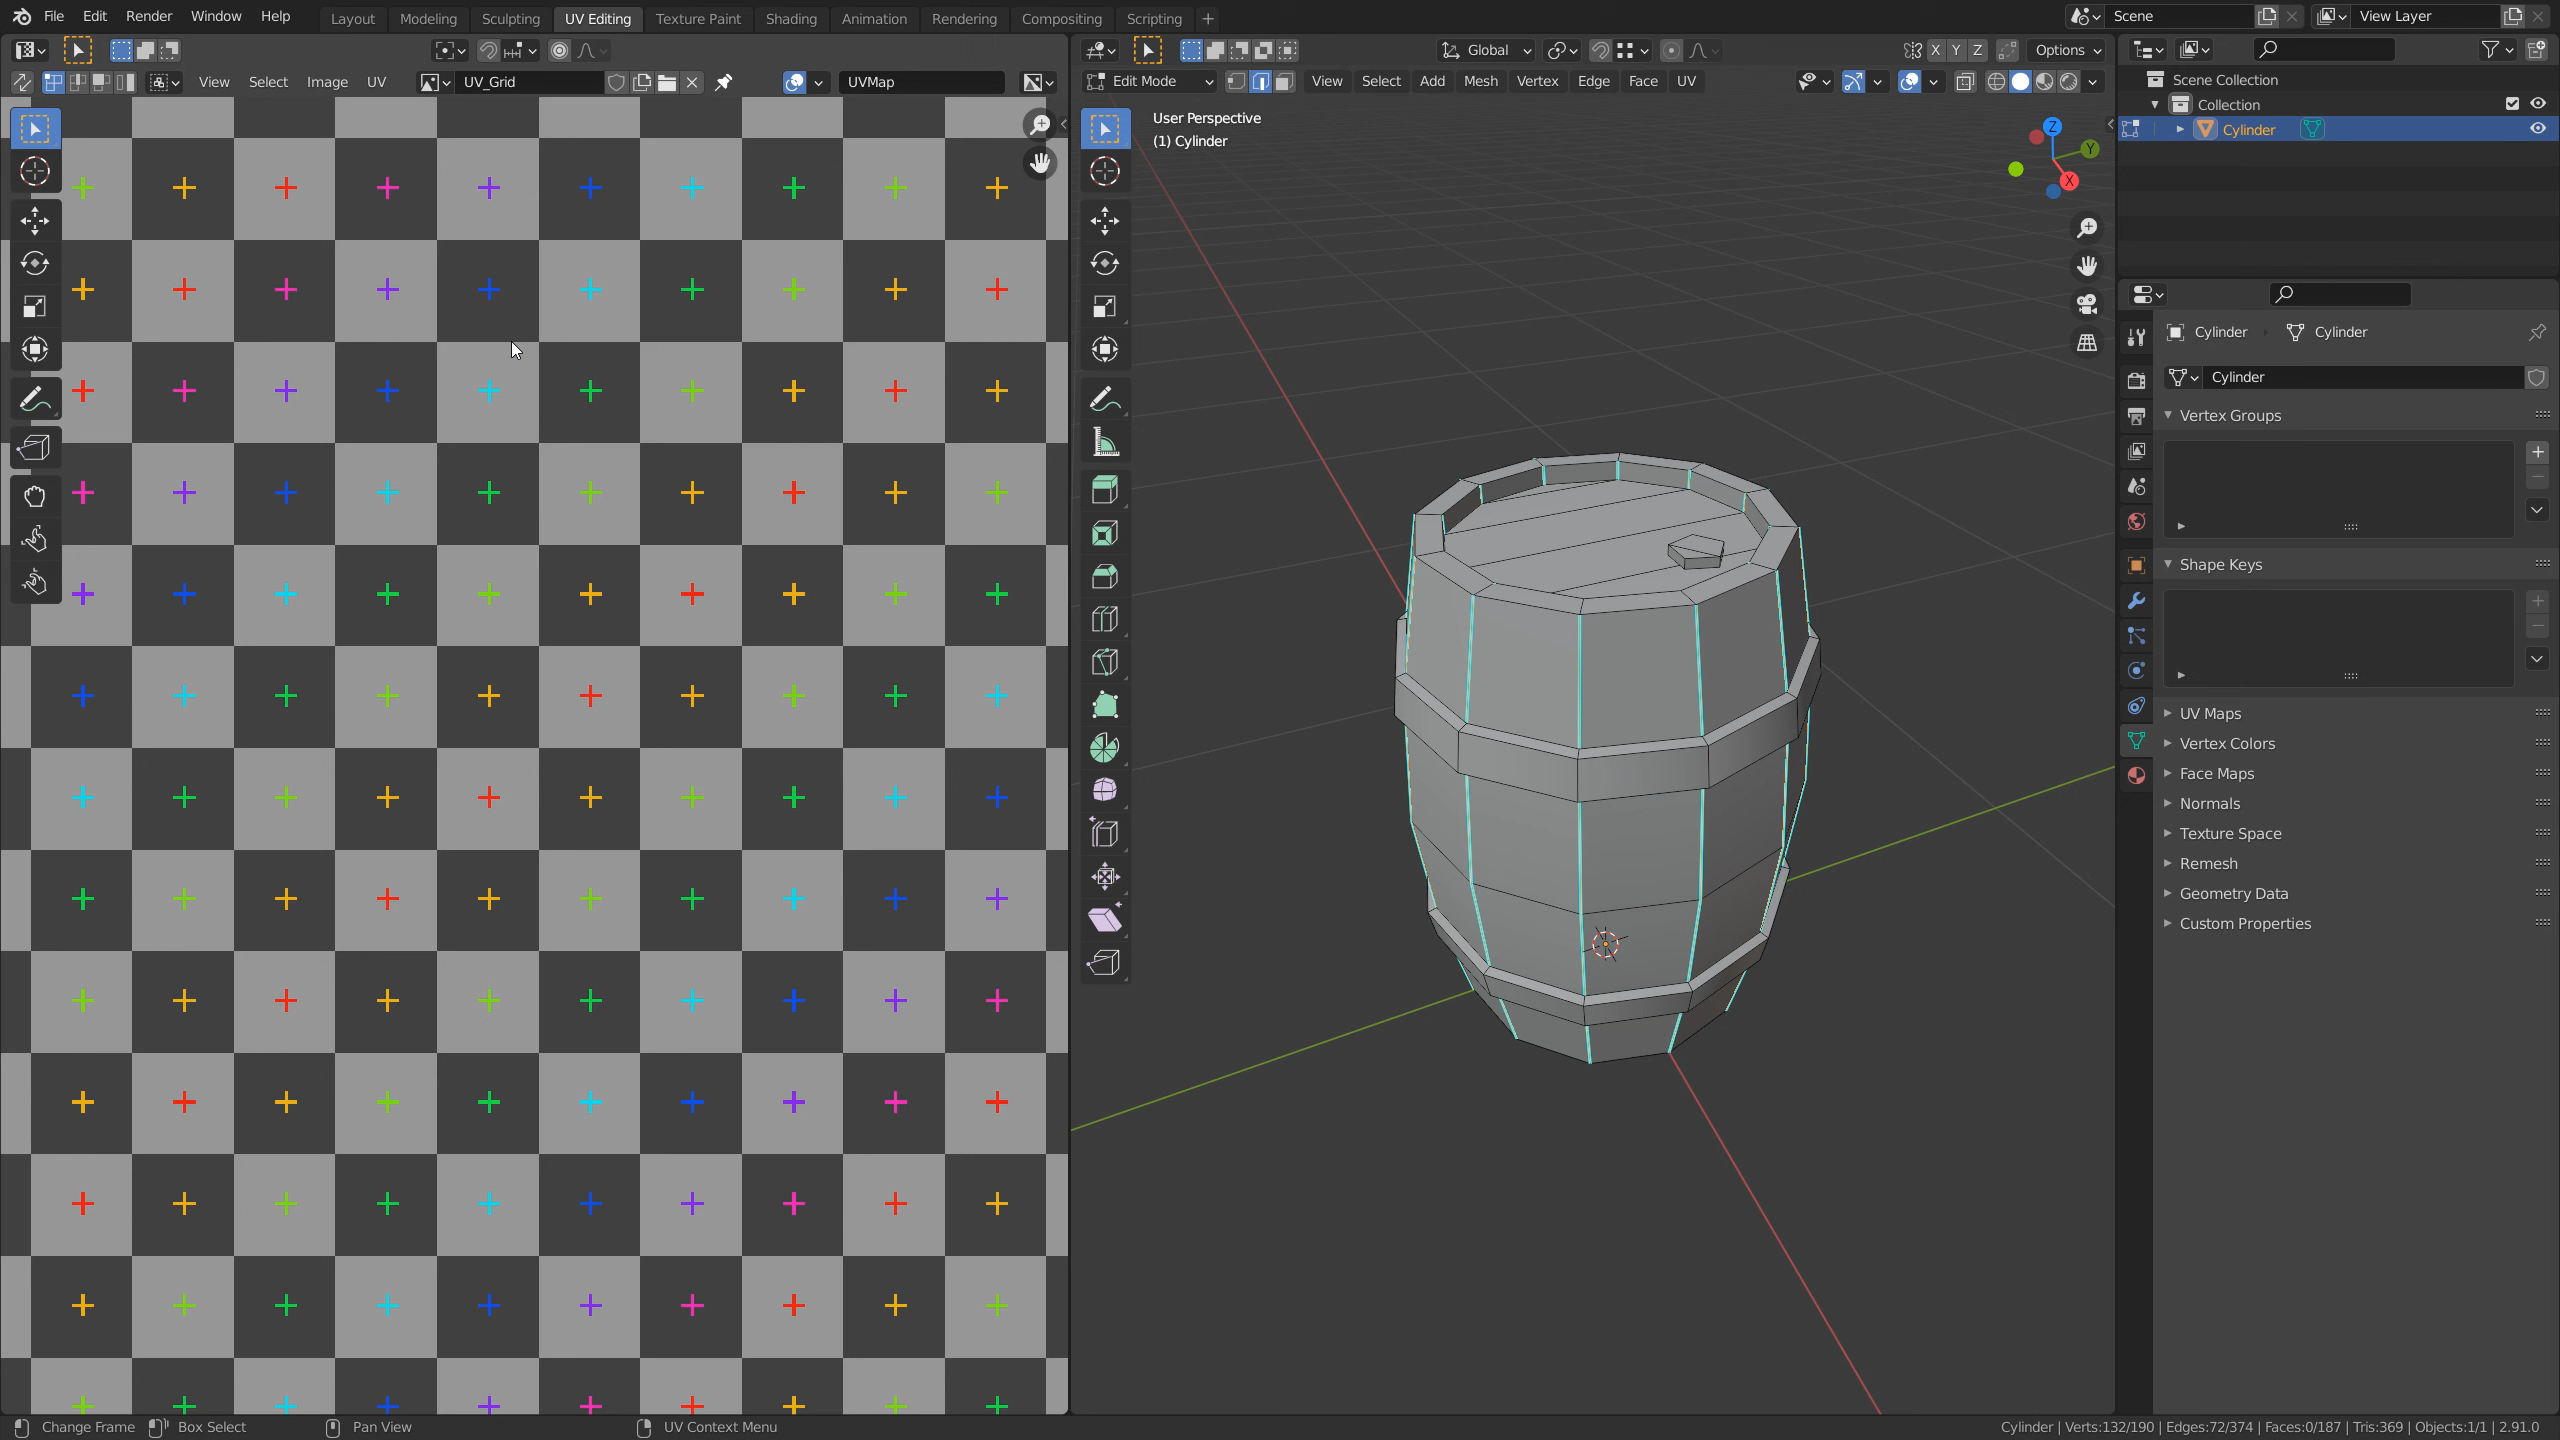 File Edit Render Window Help Layout Modeling Sculpting UV Editing Texture Paint Shading Animation Rendering Compositing Scripting + Scene View Layer
Global X Y Z Options
View Select Image UV UV_Grid UVMap
Edit Mode View Select Add Mesh Vertex Edge Face UV
User Perspective
(1) Cylinder
Z
Y
X
Scene Collection
Collection
Cylinder
Cylinder Cylinder
Cylinder
Vertex Groups
Shape Keys
UV Maps
Vertex Colors
Face Maps
Normals
Texture Space
Remesh
Geometry Data
Custom Properties
Change Frame Box Select Pan View UV Context Menu Cylinder | Verts:132/190 | Edges:72/374 | Faces:0/187 | Tris:369 | Objects:1/1 | 2.91.0